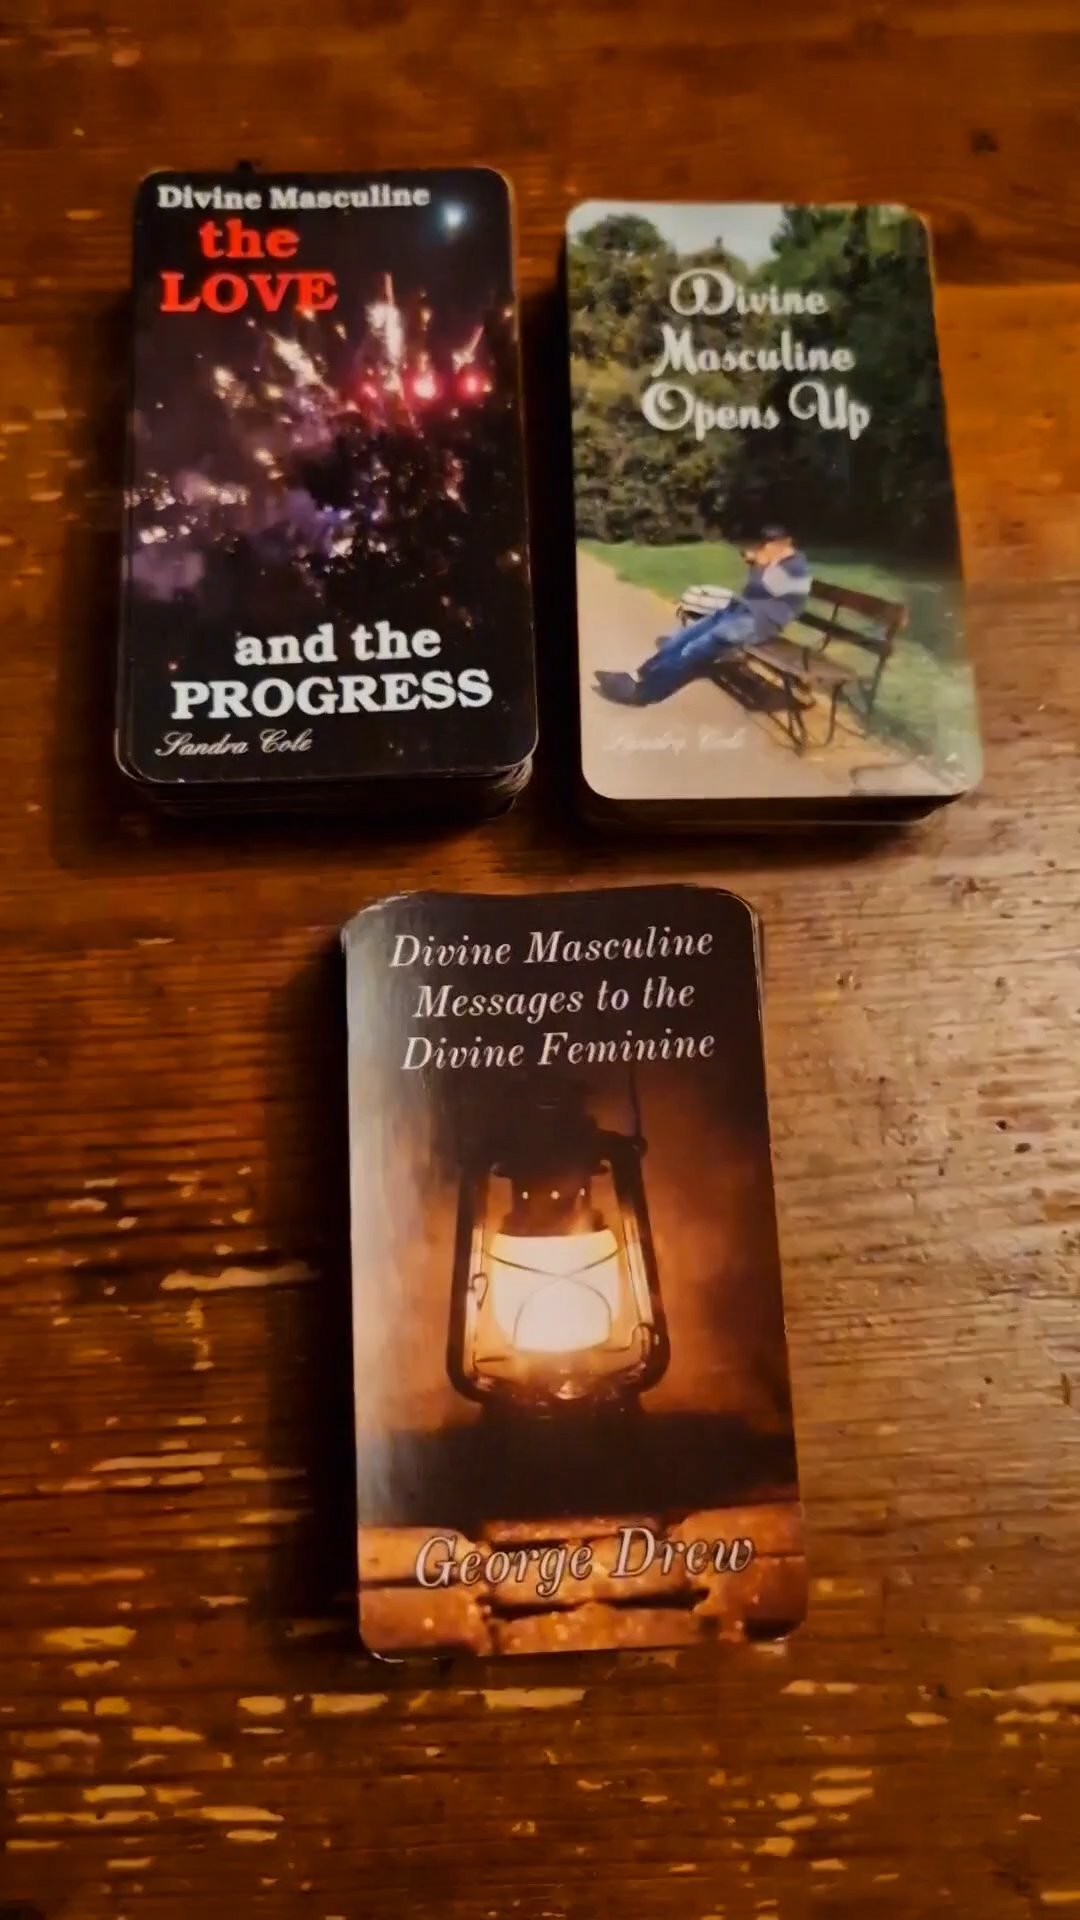 Divine Masculine
the
LOVE
and the
PROGRESS
Sandra Cole
Divine
Masculine
Opens Up
Divine Masculine
Messages to the
Divine Feminine
George Drew